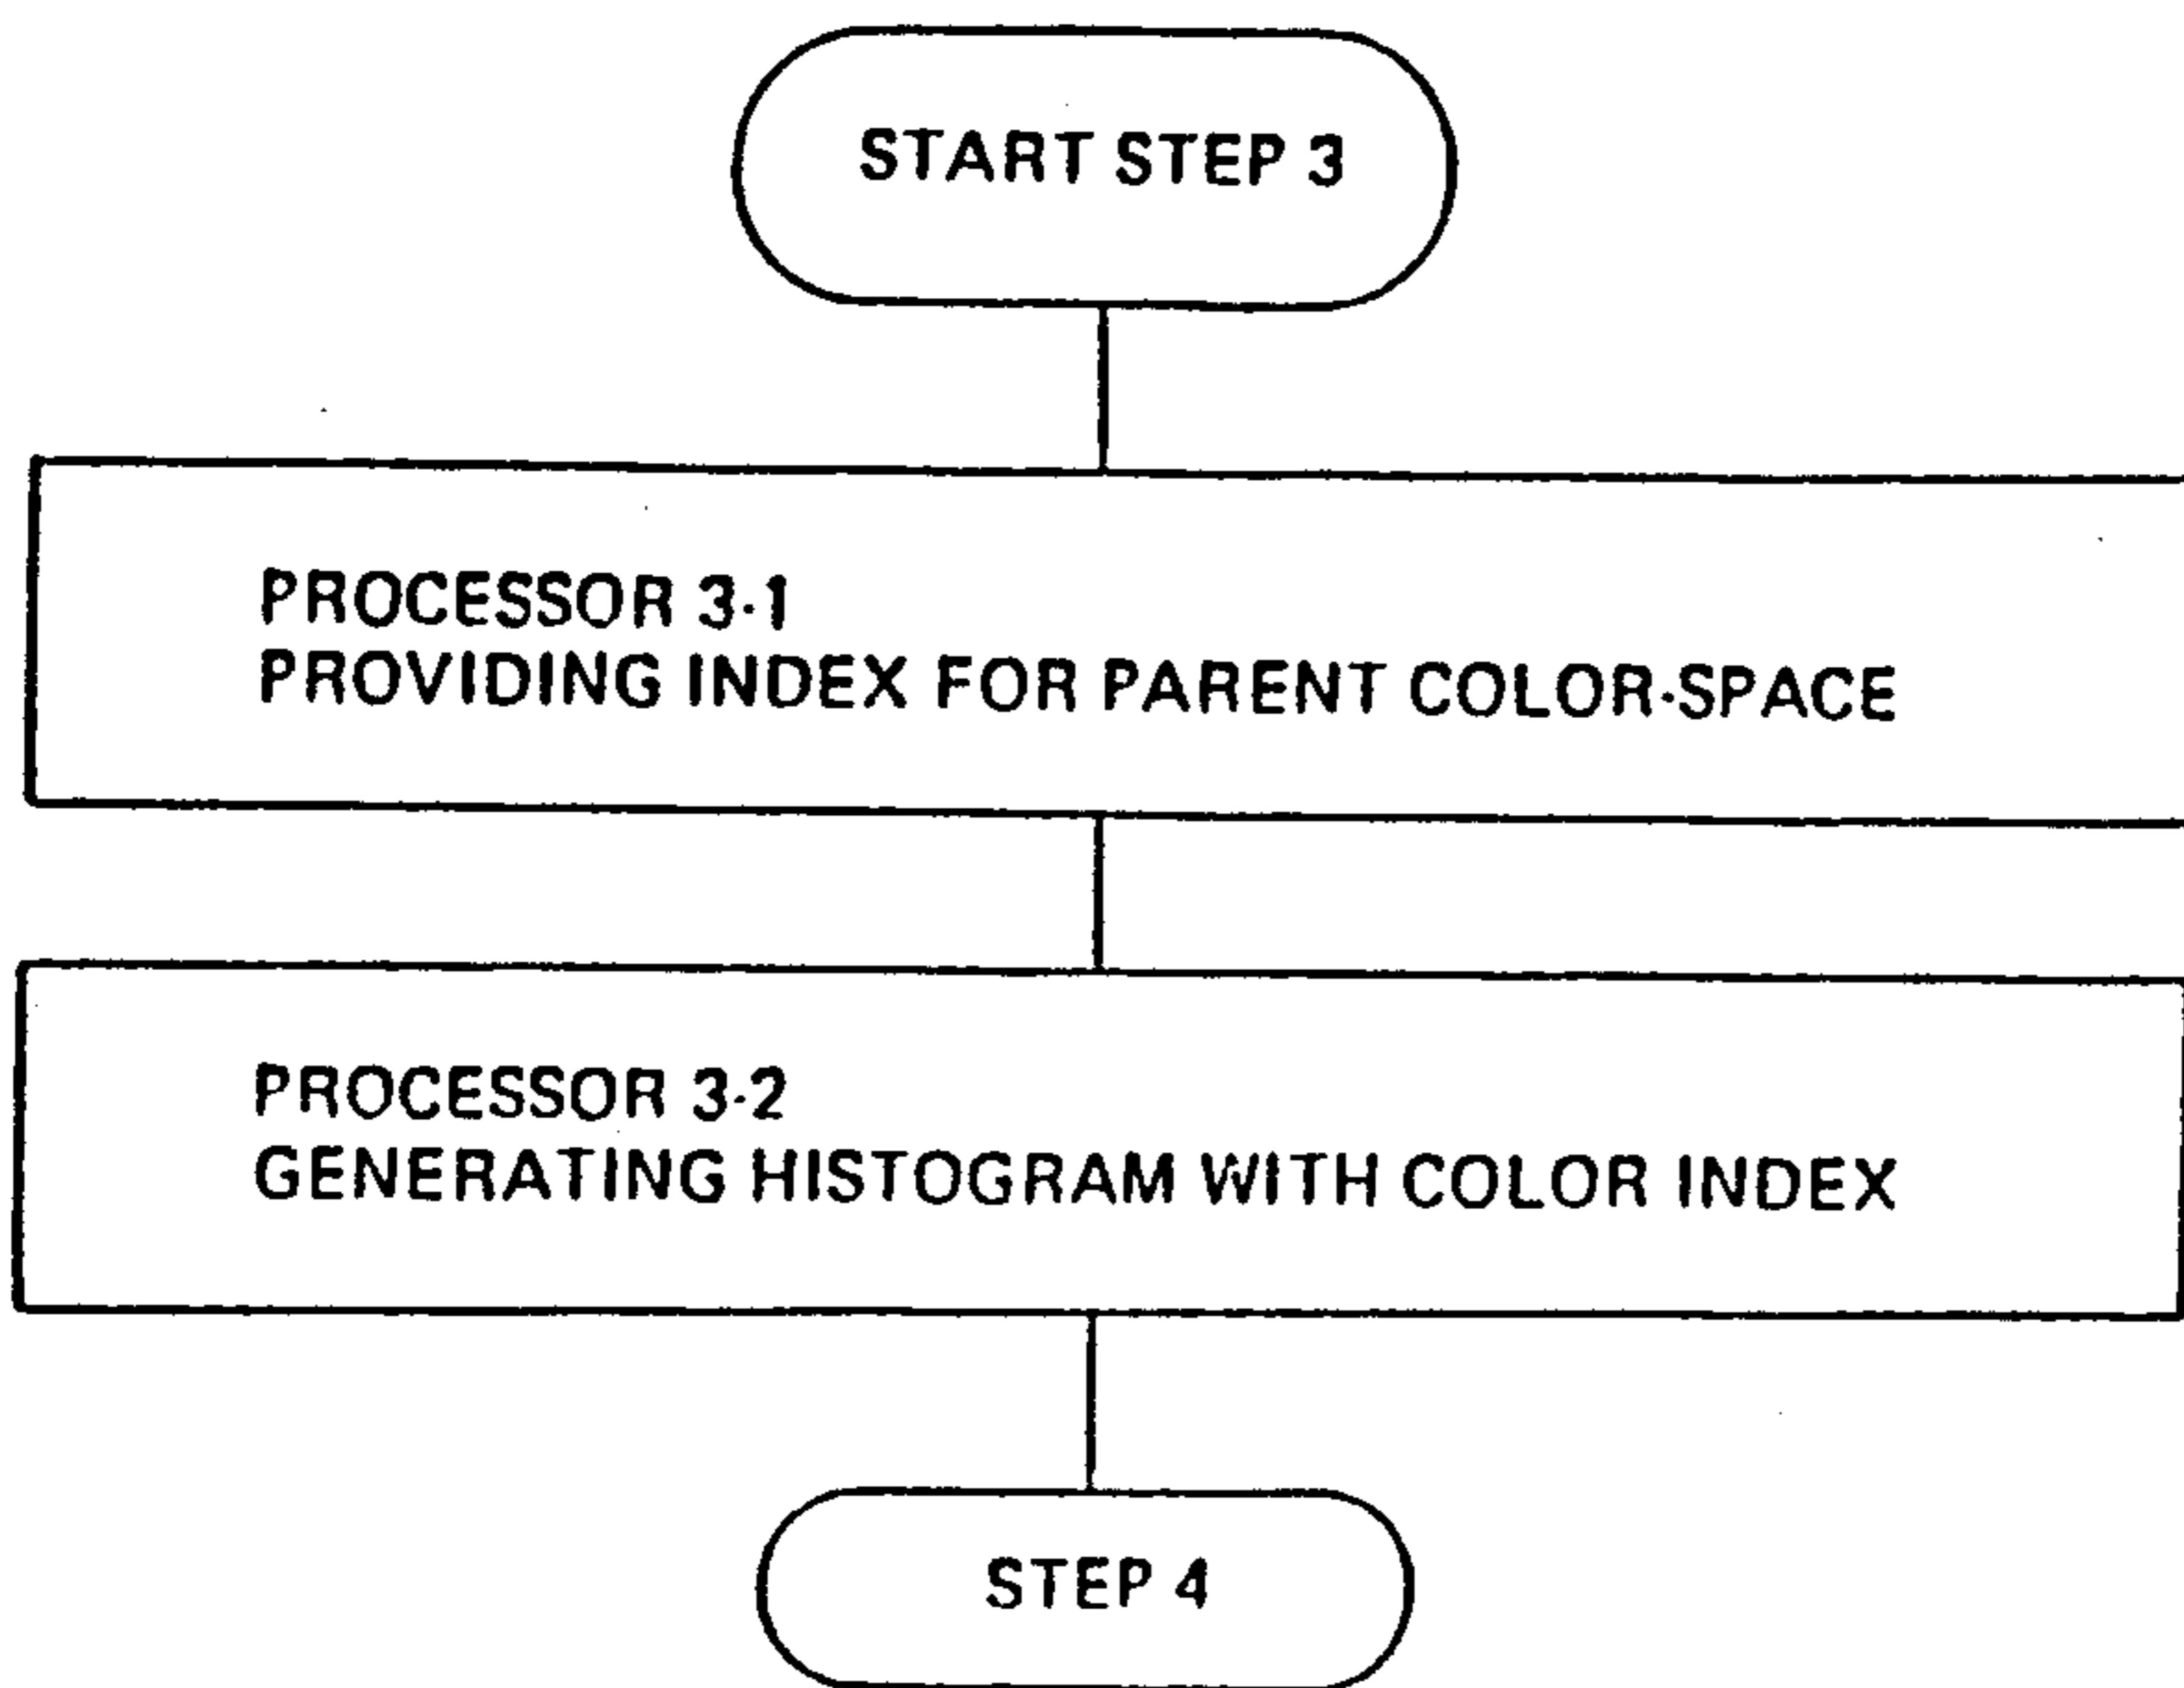 START STEP 3
PROCESSOR 3-1
PROVIDING INDEX FOR PARENT COLOR-SPACE
PROCESSOR 3-2
GENERATING HISTOGRAM WITH COLOR INDEX
STEP 4